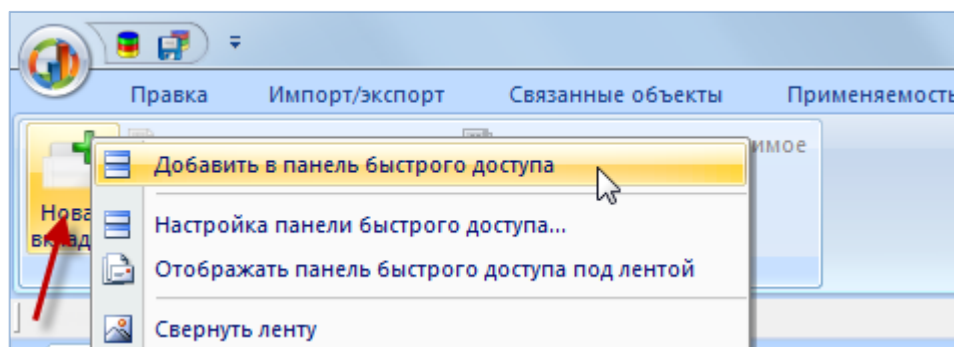 Правка Импорт/экспорт Связанные объекты Применяемость
Добавить в панель быстрого доступа
Настройка панели быстрого доступа...
Отображать панель быстрого доступа под лентой
Свернуть ленту